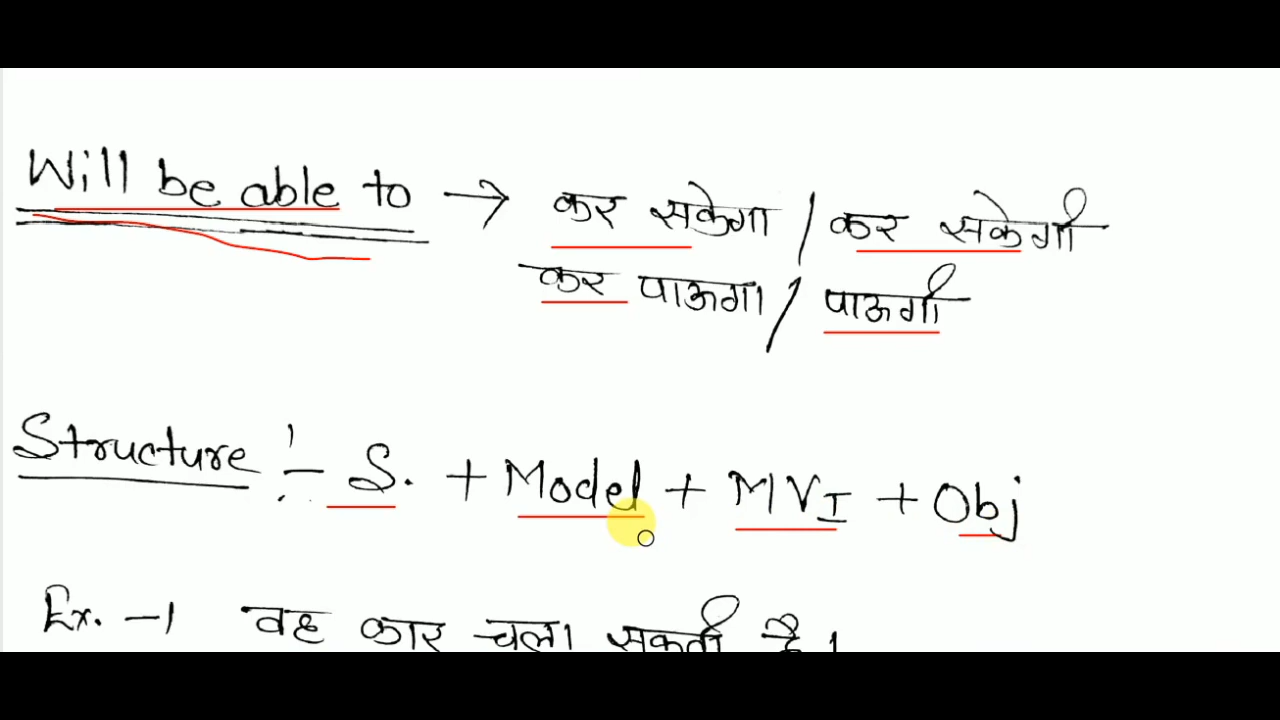 Will be able to → कर सकेगा / कर सकेगी
कर पाऊगा / पाऊगी
Structure :- S. + Model + MVI + Obj
Ex. -1 वह कार चला सकती है।